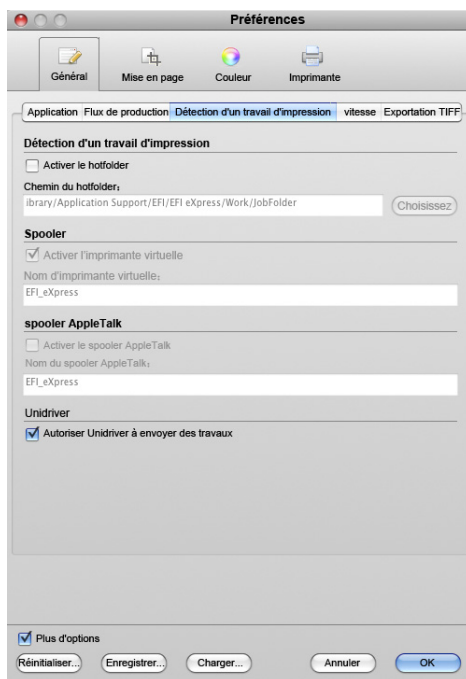 Préférences
Général Mise en page Couleur Imprimante
Application Flux de production Détection d'un travail d'impression vitesse Exportation TIFF
Détection d'un travail d'impression
Activer le hotfolder
Chemin du hotfolder:
ibrary/Application Support/EFI/EFI eXpress/Work/JobFolder Choisissez
Spooler
Activer l'imprimante virtuelle
Nom d'imprimante virtuelle:
EFI_eXpress
spooler AppleTalk
Activer le spooler AppleTalk
Nom du spooler AppleTalk:
EFI_eXpress
Unidriver
Autoriser Unidriver à envoyer des travaux
Plus d'options
Réinitialiser... Enregistrer... Charger... Annuler OK